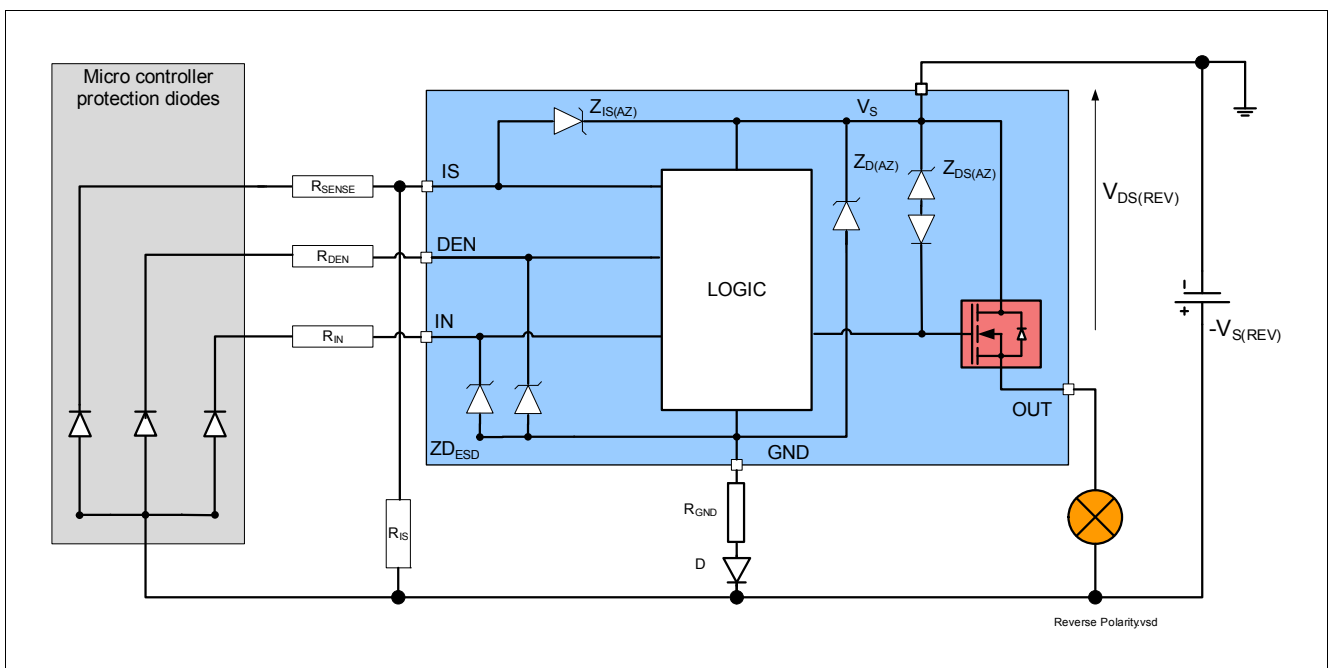 Micro controller
protection diodes
Z_IS(AZ)
V_S
Z_D(AZ)
Z_DS(AZ)
IS
R_SENSE
V_DS(REV)
DEN
R_DEN
LOGIC
IN
R_IN
-
+
-V_S(REV)
OUT
ZD_ESD
GND
R_GND
R_IS
D
Reverse Polarity.vsd